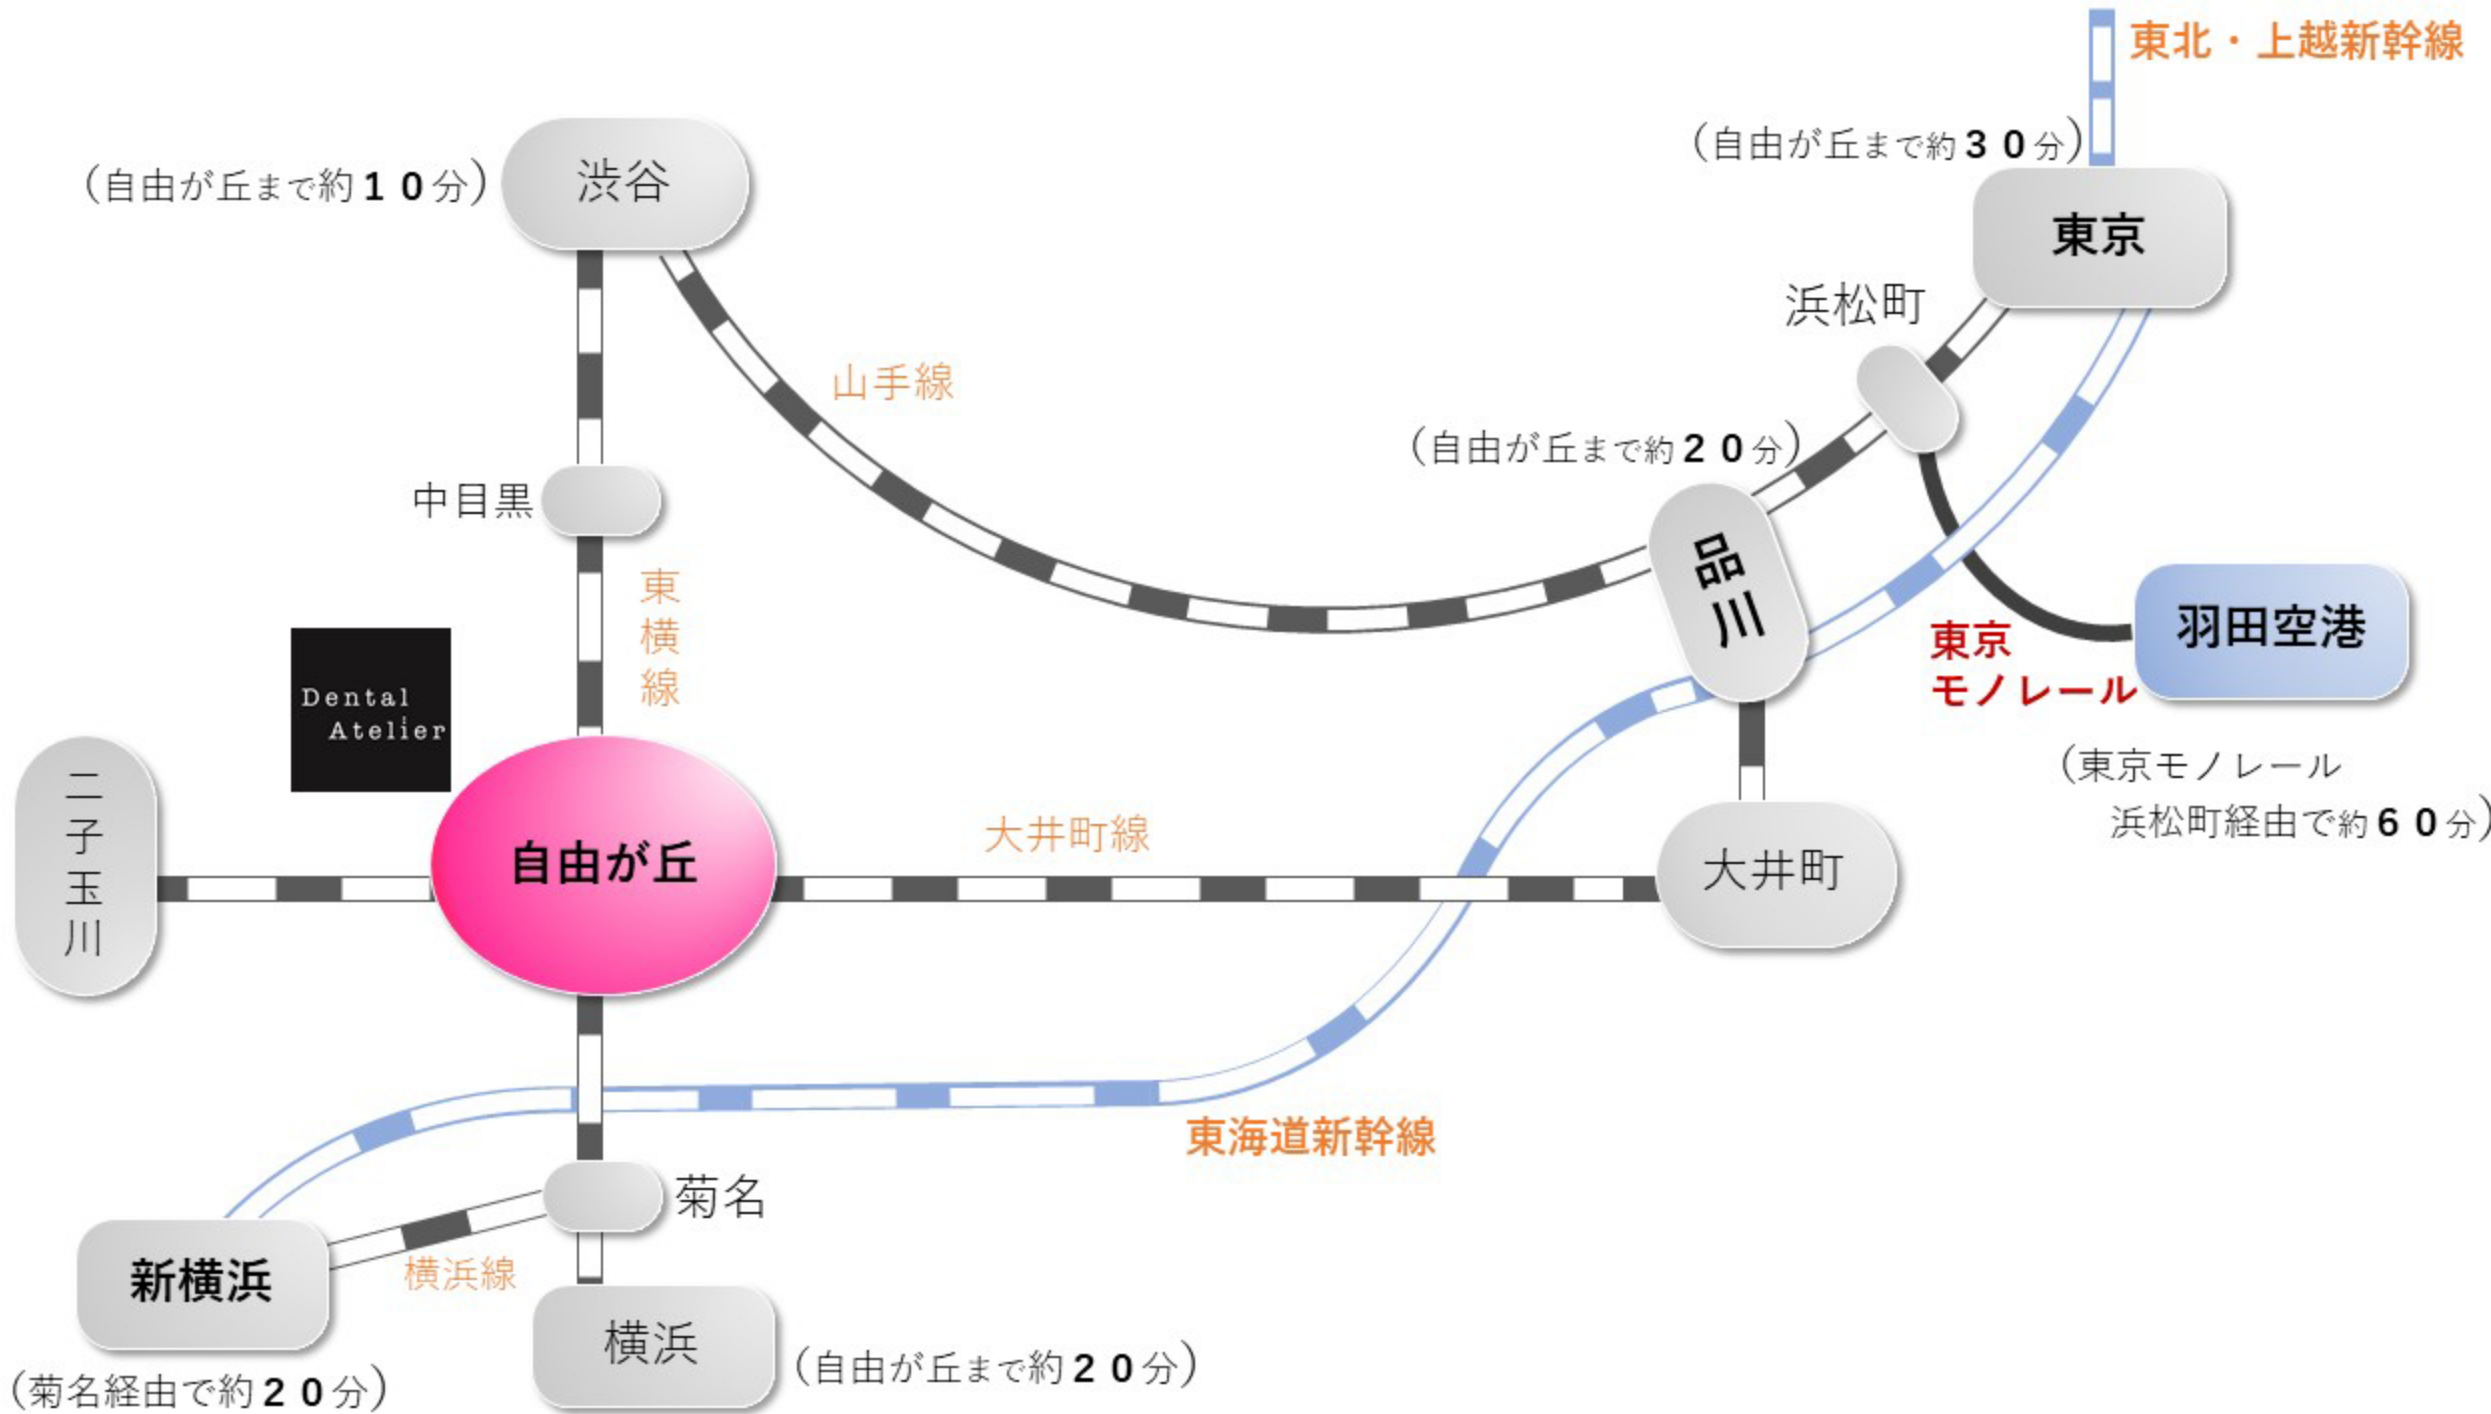 東北・上越新幹線
(自由が丘まで約30分)
東京
(自由が丘まで約10分)
渋谷
浜松町
山手線
(自由が丘まで約20分)
中目黒
品川
東横線
羽田空港
東京
モノレール
Dental
Atelier
(東京モノレール
浜松町経由で約60分)
二子玉川
自由が丘
大井町線
大井町
東海道新幹線
菊名
新横浜
横浜線
横浜
(自由が丘まで約20分)
(菊名経由で約20分)